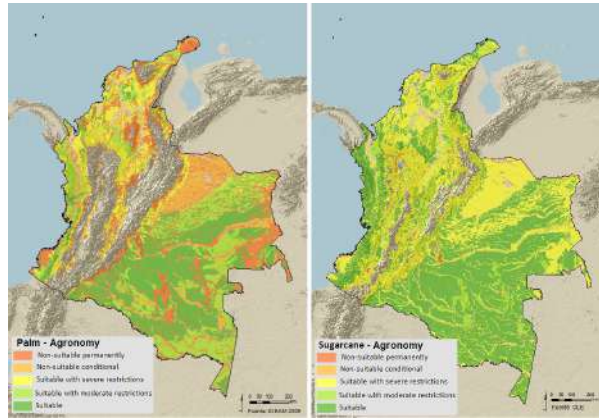 Palm - Agronomy
Non-suitable permanently
Non-suitable conditional
Suitable with severe restrictions
Suitable with moderate restrictions
Suitable
Sugarcane - Agronomy
Non-suitable permanently
Non-suitable conditional
Suitable with severe restrictions
Suitable with moderate restrictions
Suitable